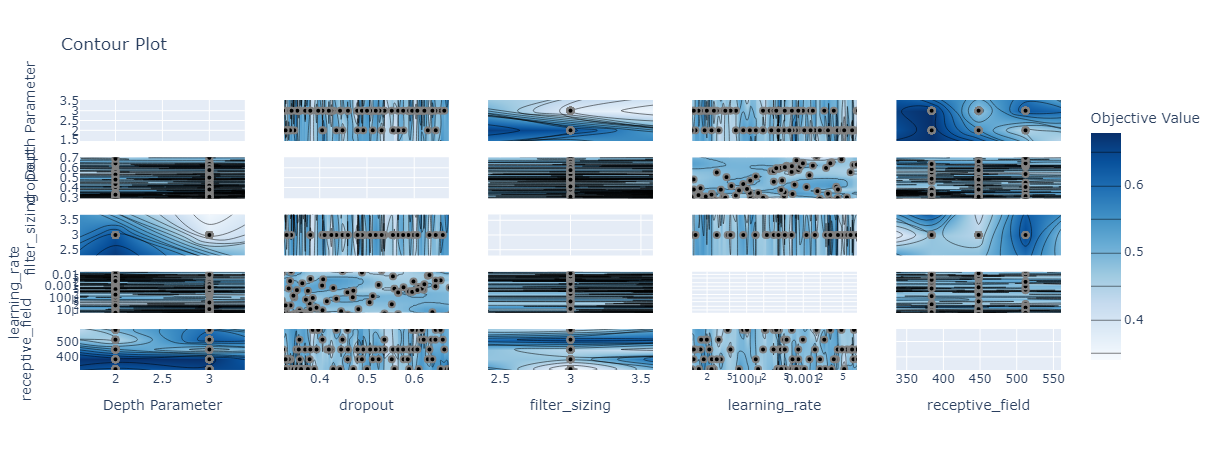 Contour Plot
Objective Value
0.6
0.5
0.4
Depth Parameter
3.5
3
2.5
2
1.5
dropout
0.7
0.6
0.5
0.4
0.3
filter_sizing
3.5
3
2.5
learning_rate
0.01
0.001
100μ
10μ
receptive_field
500
400
2 3
0.4 0.5 0.6
2.5 3 3.5
2 5 100μ 2 5 0.001 2 5
350 400 450 500 550
Depth Parameter dropout filter_sizing learning_rate receptive_field